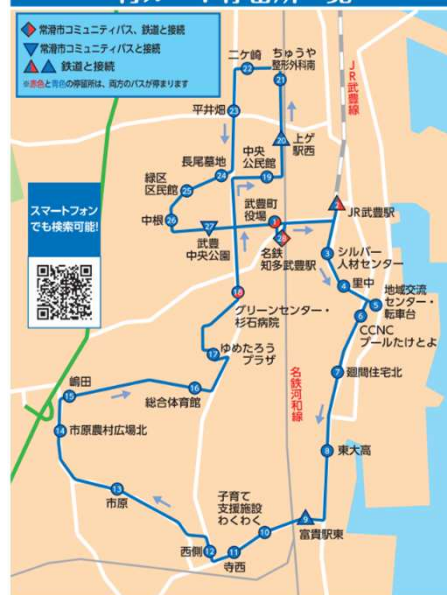 常滑市コミュニティバス、鉄道と接続
常滑市コミュニティバスと接続
鉄道と接続
※赤色と青色の停留所は、両方のバスが停まります
スマートフォン
でも検索可能!
二ケ崎
22
ちゅうや
整形外科南
21
JR武豊線
平井畑
23
上ゲ
駅西
20
中央
公民館
19
長尾墓地
24
緑区
区民館
25
中根
26
武豊
中央公園
27
武豊町
役場
1
JR武豊駅
名鉄
知多武豊駅
シルバー
人材センター
3
里中
4
地域交流
センター・
転車台
5
CCNC
プールたけとよ
6
グリーンセンター・
杉石病院
18
ゆめたろう
プラザ
17
総合体育館
16
名鉄河和線
廻間住宅北
7
嶋田
15
市原農村広場北
14
市原
13
東大高
8
子育て
支援施設
わくわく
10
富貴駅東
9
西側
12
寺西
11